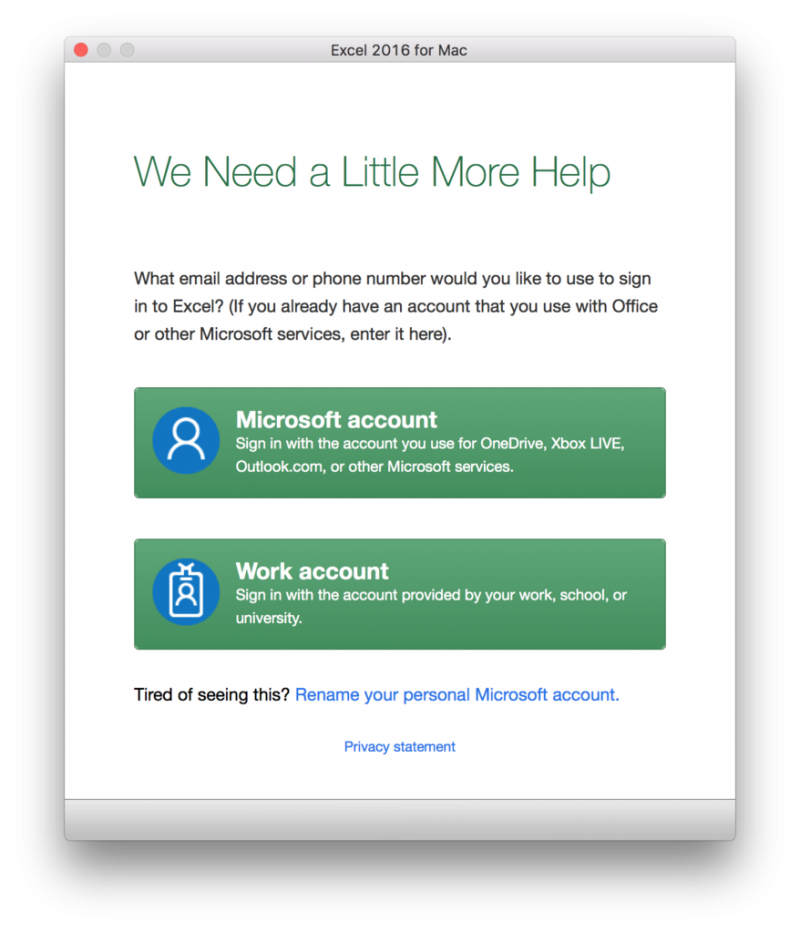 Excel 2016 for Mac
We Need a Little More Help
What email address or phone number would you like to use to sign
in to Excel? (If you already have an account that you use with Office
or other Microsoft services, enter it here).
Microsoft account
Sign in with the account you use for OneDrive, Xbox LIVE,
Outlook.com, or other Microsoft services.
Work account
Sign in with the account provided by your work, school, or
university.
Tired of seeing this? Rename your personal Microsoft account.
Privacy statement